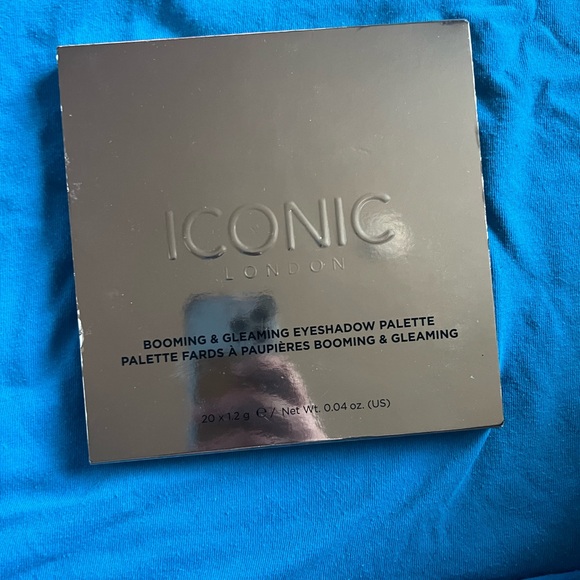 ICONIC
LONDON
BOOMING & GLEAMING EYESHADOW PALETTE
PALETTE FARDS À PAUPIÈRES BOOMING & GLEAMING
20 x 1.2 g ℮ / Net Wt. 0.04 oz. (US)